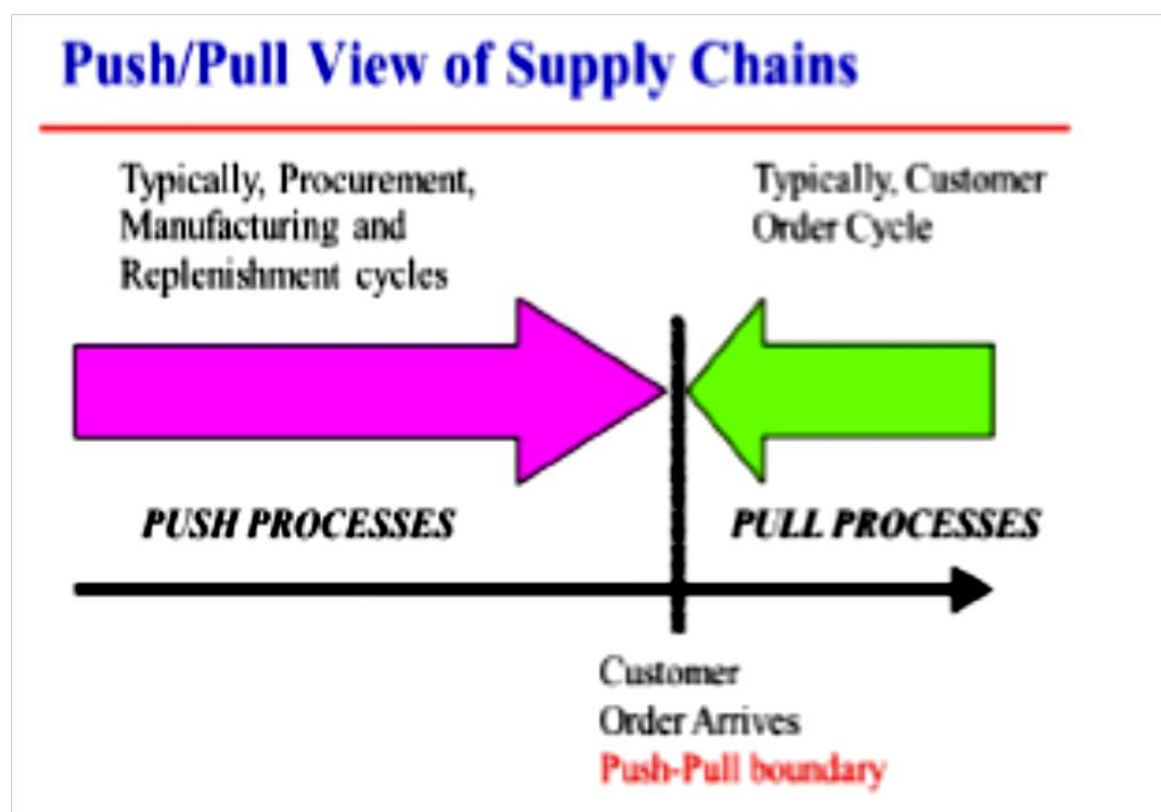 Push/Pull View of Supply Chains
Typically, Procurement,
Manufacturing and
Replenishment cycles
Typically, Customer
Order Cycle
PUSH PROCESSES
PULL PROCESSES
Customer
Order Arrives
Push-Pull boundary